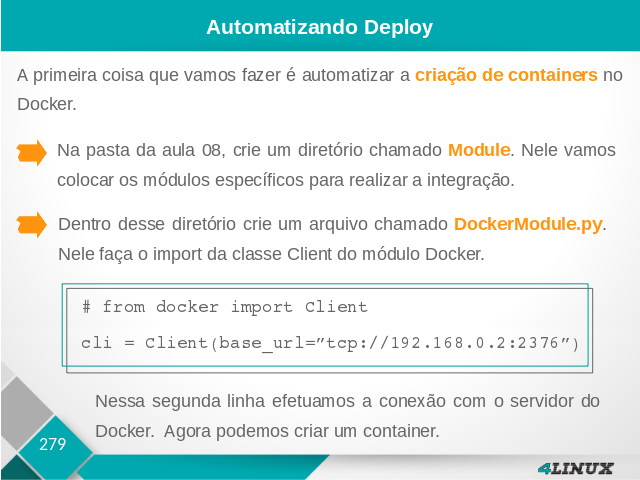 Automatizando Deploy
A primeira coisa que vamos fazer é automatizar a criação de containers no
Docker.
Na pasta da aula 08, crie um diretório chamado Module. Nele vamos
colocar os módulos específicos para realizar a integração.
Dentro desse diretório crie um arquivo chamado DockerModule.py.
Nele faça o import da classe Client do módulo Docker.
# from docker import Client
cli = Client(base_url=”tcp://192.168.0.2:2376”)
Nessa segunda linha efetuamos a conexão com o servidor do
Docker. Agora podemos criar um container.
279
4LINUX